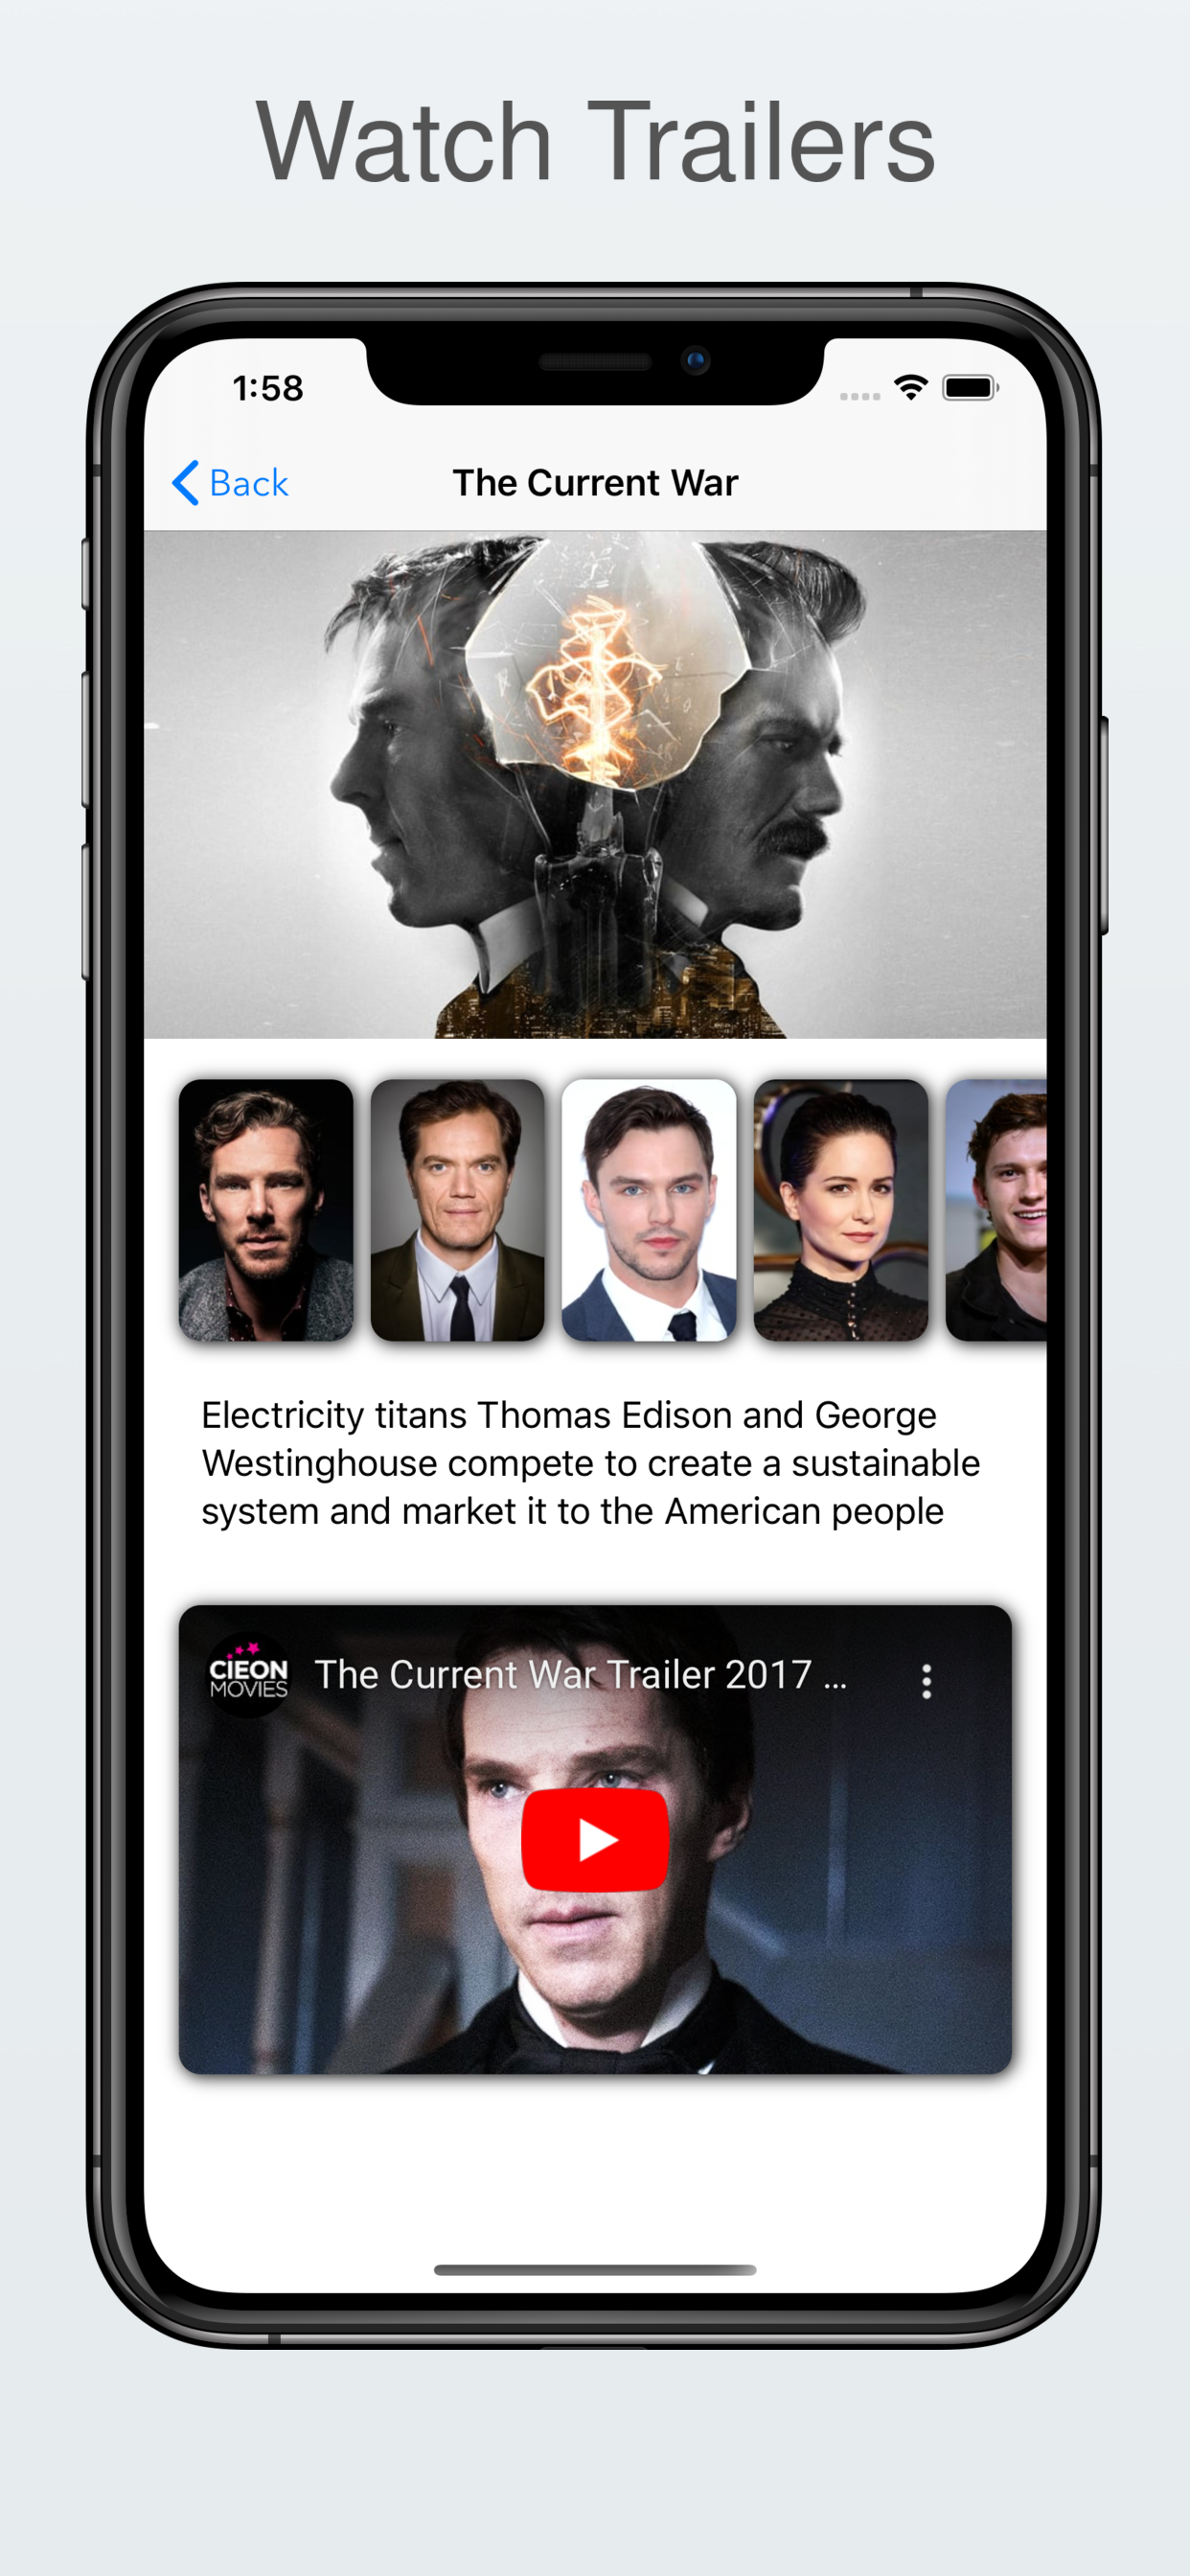 Watch Trailers
1:58
Back
The Current War
Electricity titans Thomas Edison and George
Westinghouse compete to create a sustainable
system and market it to the American people
CIEON
MOVIES
The Current War Trailer 2017 ...